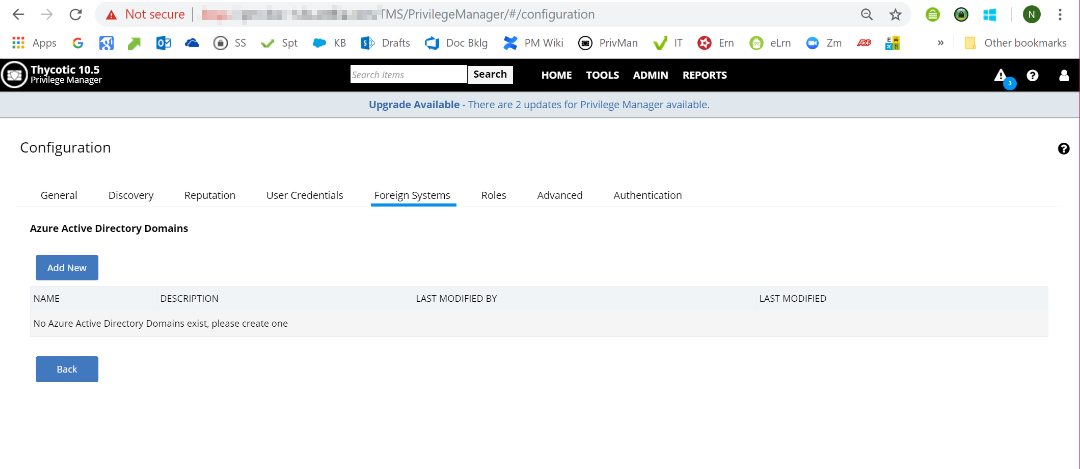 Not secure | TMS/PrivilegeManager/#/configuration N
Apps SS Spt KB Drafts Doc Bklg PM Wiki PrivMan IT Ern eLrn Zm » Other bookmarks
Thycotic 10.5
Privilege Manager
Search Items Search HOME TOOLS ADMIN REPORTS
Upgrade Available - There are 2 updates for Privilege Manager available.
Configuration
General Discovery Reputation User Credentials Foreign Systems Roles Advanced Authentication
Azure Active Directory Domains
Add New
NAME DESCRIPTION LAST MODIFIED BY LAST MODIFIED
No Azure Active Directory Domains exist, please create one
Back